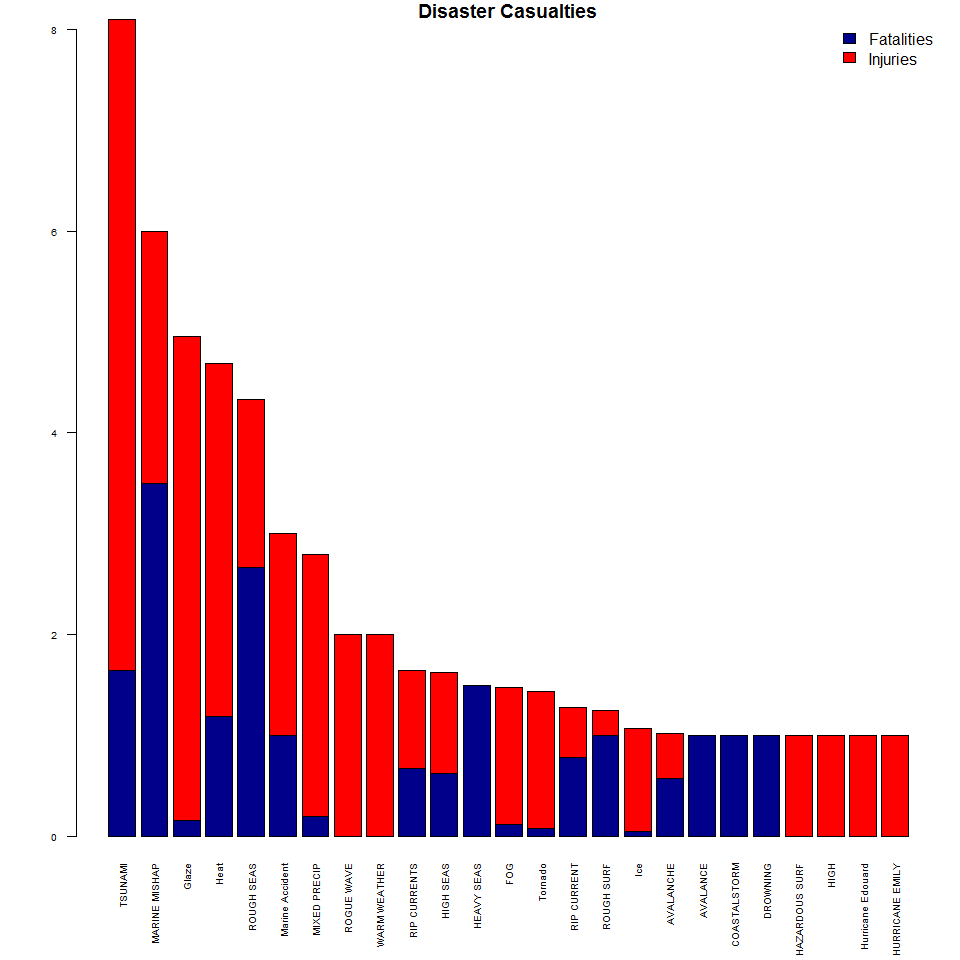 Disaster Casualties
Fatalities
Injuries
8
6
4
2
0
TSUNAMI
MARINE MISHAP
Glaze
Heat
ROUGH SEAS
Marine Accident
MIXED PRECIP
ROGUE WAVE
WARM WEATHER
RIP CURRENTS
HIGH SEAS
HEAVY SEAS
FOG
Tornado
RIP CURRENT
ROUGH SURF
Ice
AVALANCHE
AVALANCE
COASTALSTORM
DROWNING
HAZARDOUS SURF
HIGH
Hurricane Edouard
HURRICANE EMILY